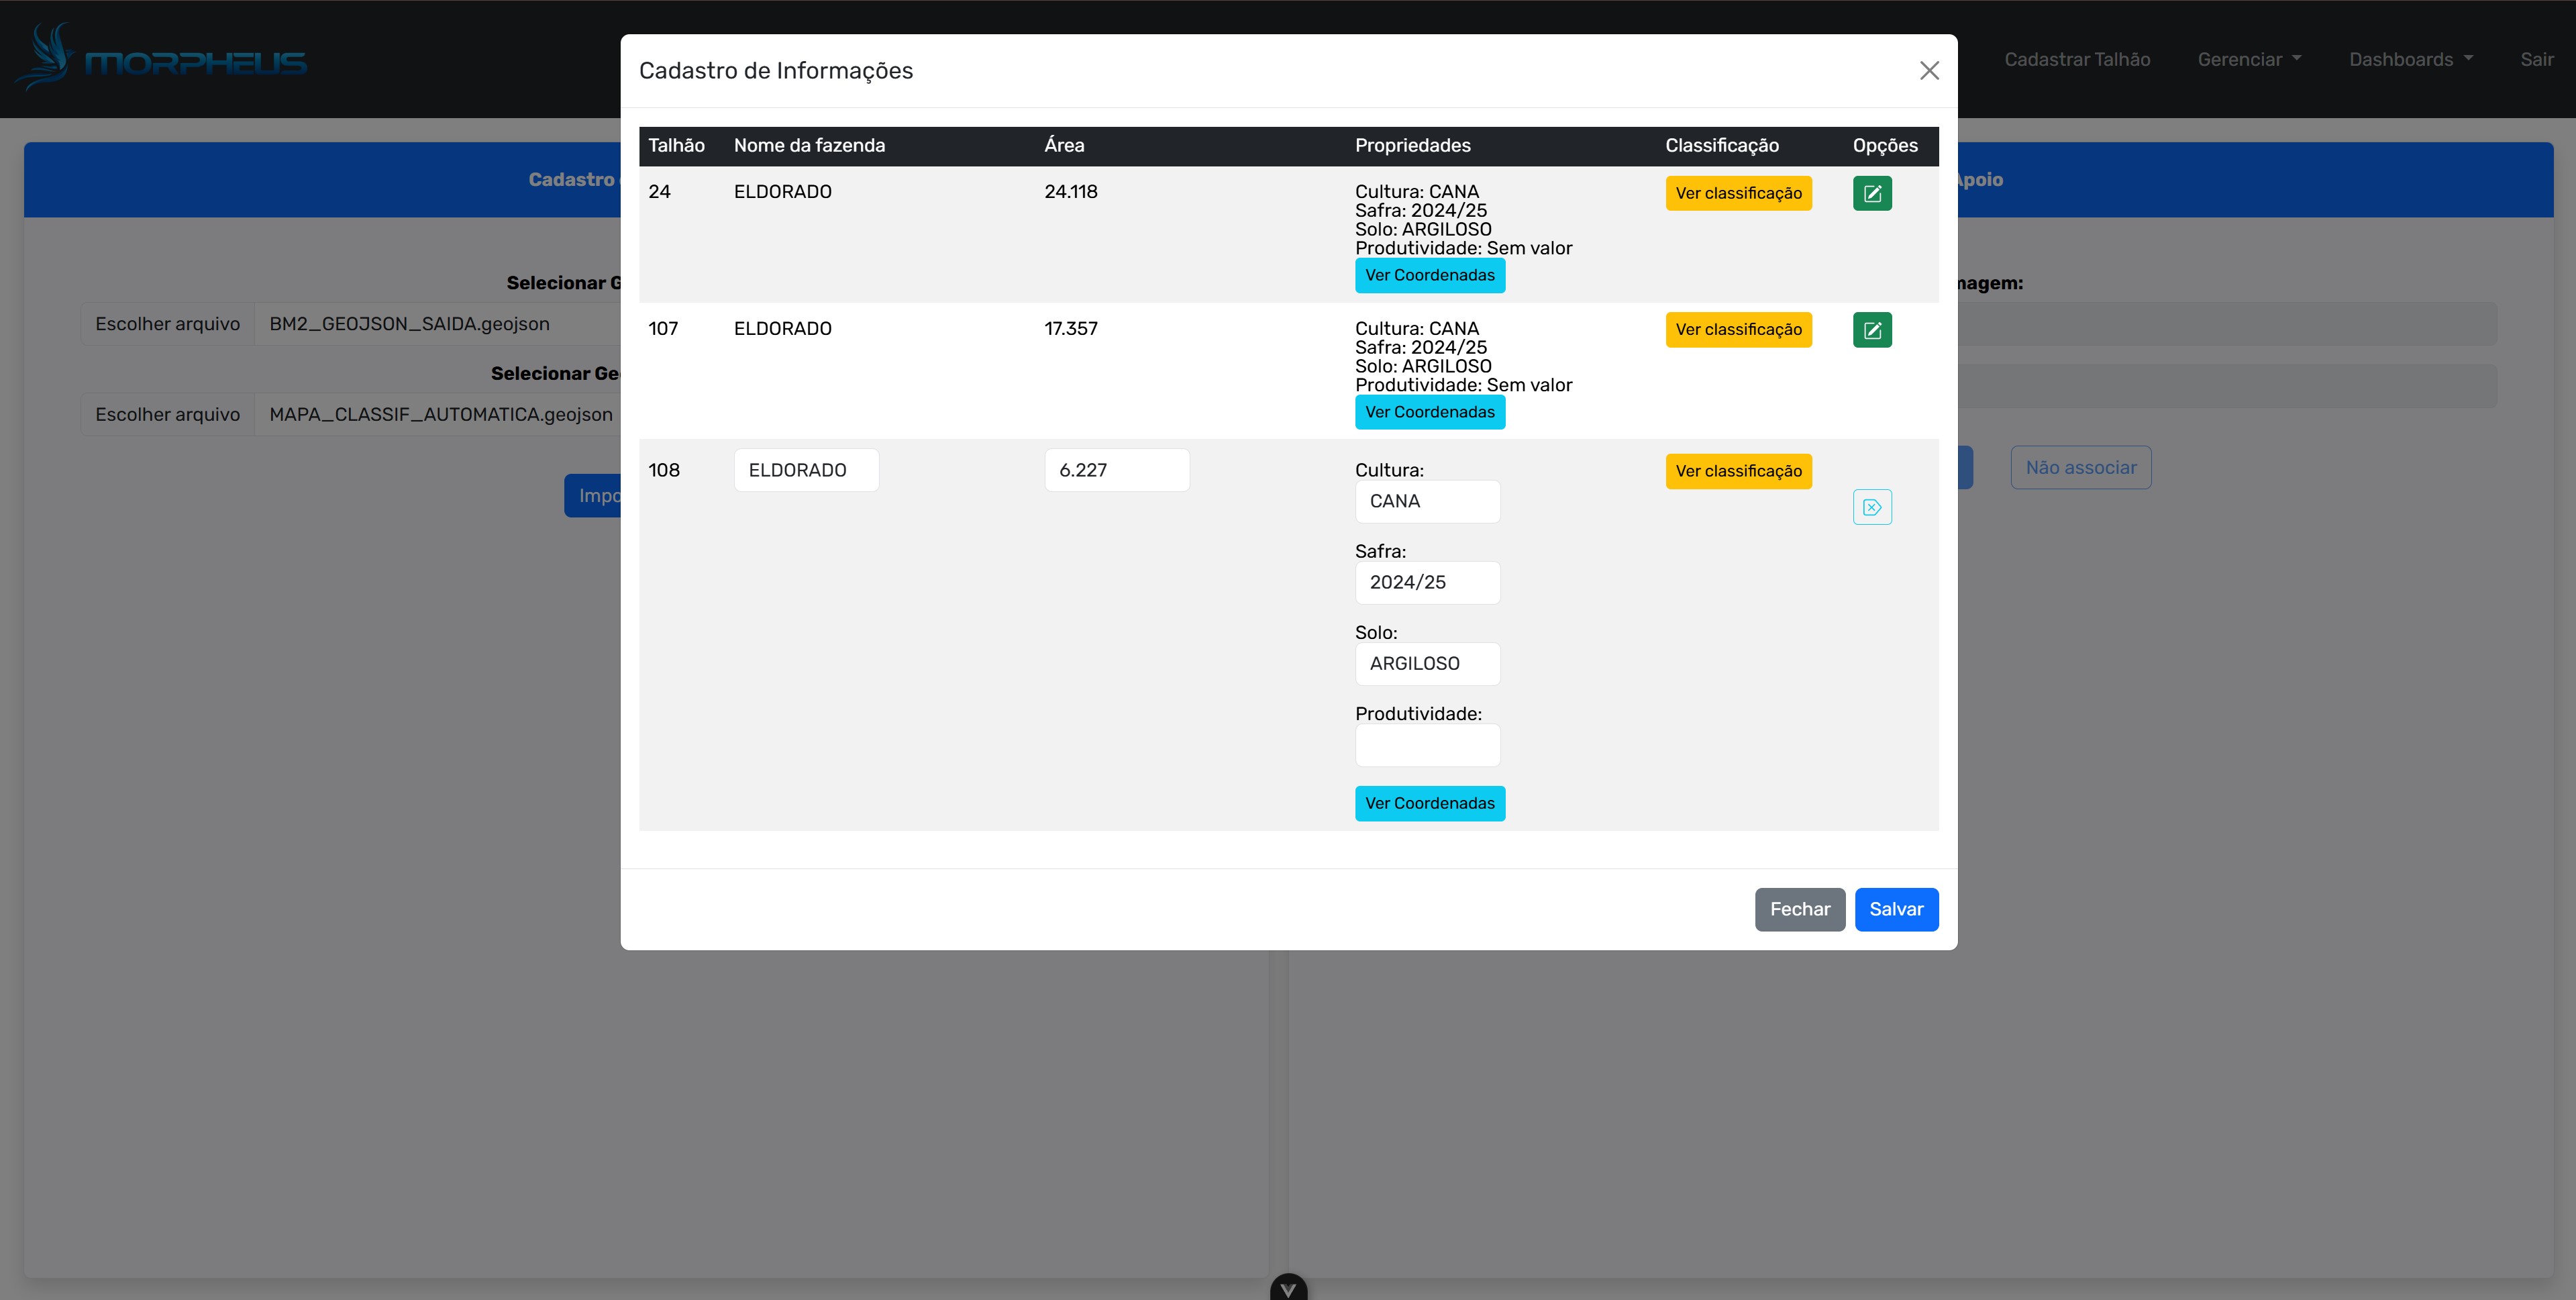 MORPHEUS
Cadastrar Talhão
Gerenciar
Dashboards
Sair
Cadastro
Apoio
Selecionar
Escolher arquivo
BM2_GEOJSON_SAIDA.geojson
Selecionar
Escolher arquivo
MAPA_CLASSIF_AUTOMATICA.geojson
Não associar
Cadastro de Informações
Talhão Nome da fazenda Área Propriedades Classificação Opções
24 ELDORADO 24.118 Cultura: CANA Ver classificação
Safra: 2024/25
Solo: ARGILOSO
Produtividade: Sem valor
Ver Coordenadas
107 ELDORADO 17.357 Cultura: CANA Ver classificação
Safra: 2024/25
Solo: ARGILOSO
Produtividade: Sem valor
Ver Coordenadas
108 ELDORADO 6.227 Cultura: Ver classificação
CANA
Safra:
2024/25
Solo:
ARGILOSO
Produtividade:
Ver Coordenadas
Fechar
Salvar